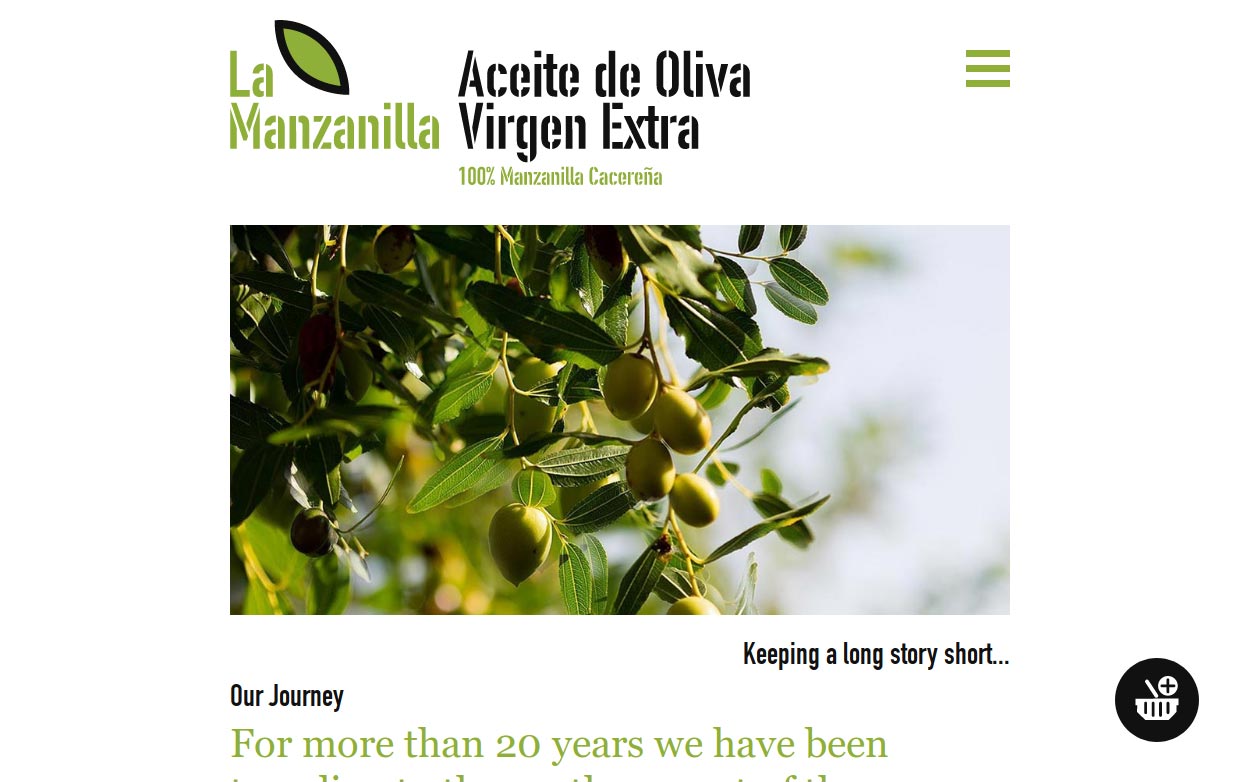 La
Manzanilla
Aceite de Oliva
Virgen Extra
100% Manzanilla Cacereña
Keeping a long story short...
Our Journey
For more than 20 years we have been